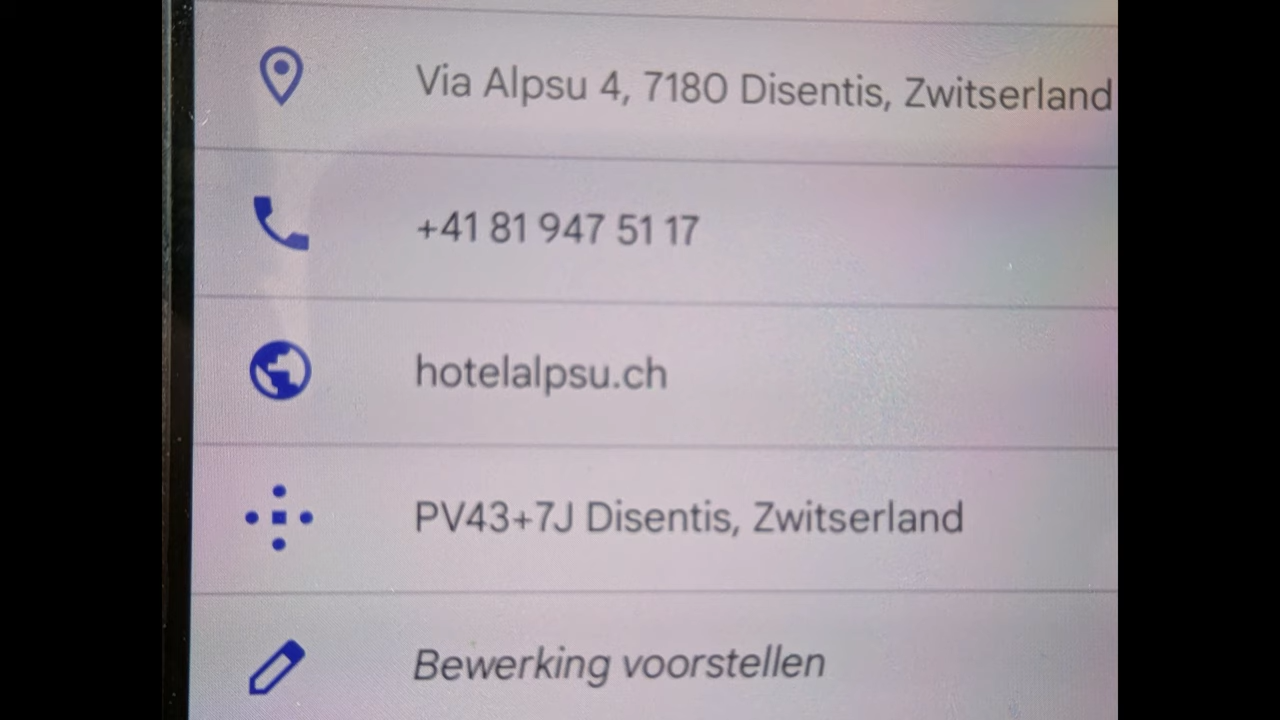 Via Alpsu 4, 7180 Disentis, Zwitserland
+41 81 947 51 17
hotelalpsu.ch
PV43+7J Disentis, Zwitserland
Bewerking voorstellen